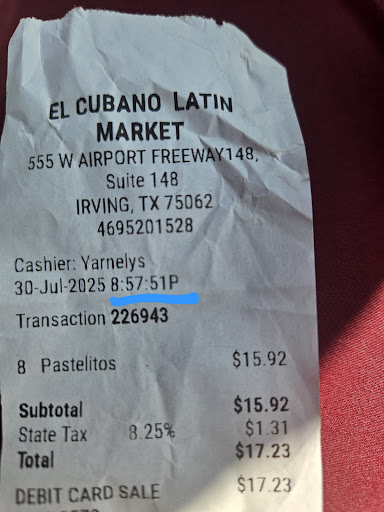 EL CUBANO LATIN
MARKET
555 W AIRPORT FREEWAY148,
Suite 148
IRVING, TX 75062
4695201528
Cashier: Yarnelys
30-Jul-2025 8:57:51P
Transaction 226943
8 Pastelitos $15.92
Subtotal $15.92
State Tax 8.25% $1.31
Total $17.23
DEBIT CARD SALE $17.23